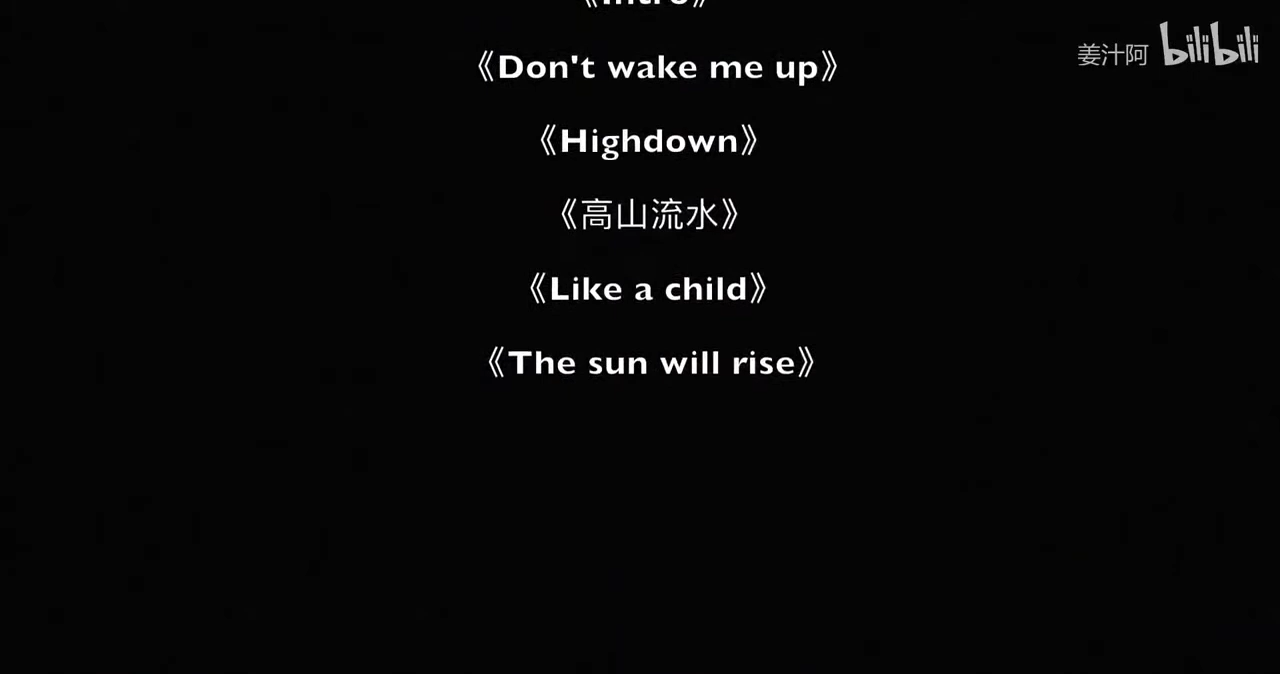 《Intro》
姜汁阿 bilibili
《Don't wake me up》
《Highdown》
《高山流水》
《Like a child》
《The sun will rise》